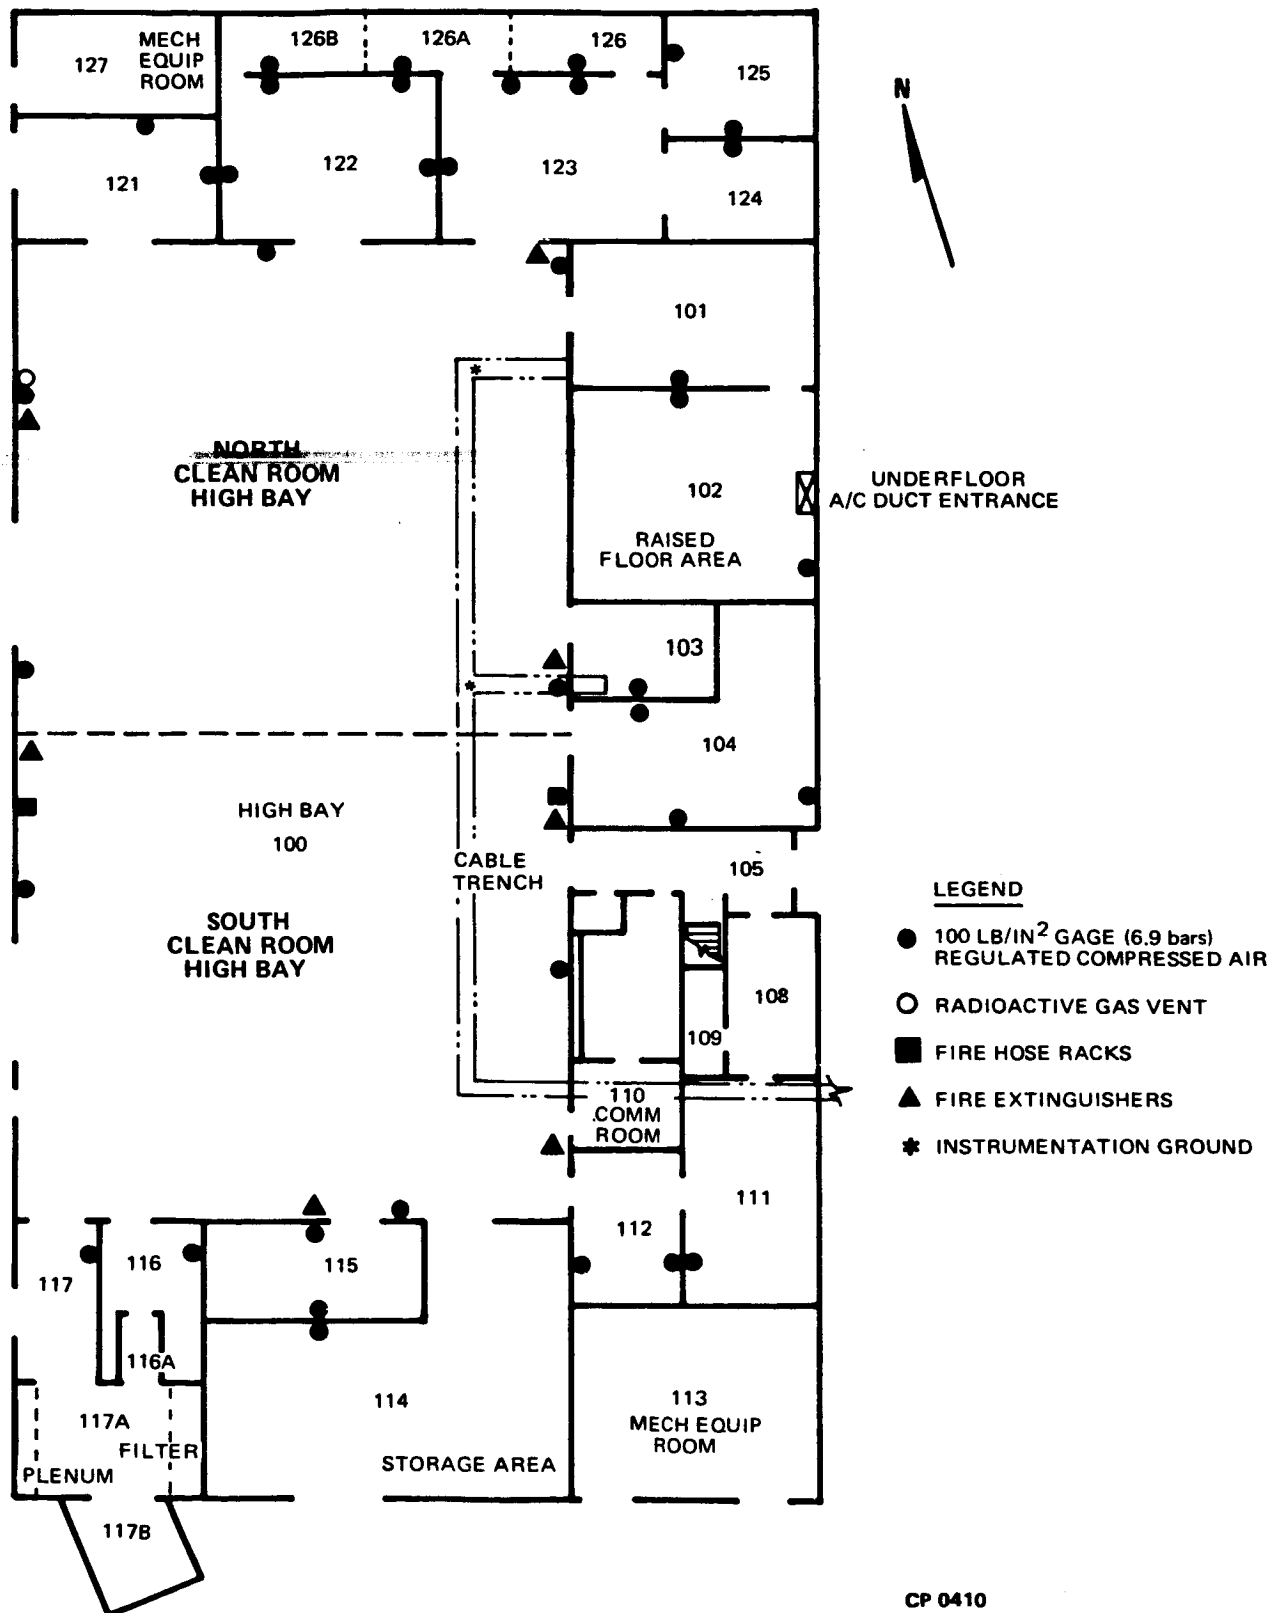 MECH
EQUIP
ROOM
127
126B
126A
126
125
N
121
122
123
124
101
NORTH
CLEAN ROOM
HIGH BAY
102
UNDERFLOOR
A/C DUCT ENTRANCE
RAISED
FLOOR AREA
103
*
*
104
HIGH BAY
100
CABLE
TRENCH
105
SOUTH
CLEAN ROOM
HIGH BAY
LEGEND
100 LB/IN² GAGE (6.9 bars)
REGULATED COMPRESSED AIR
RADIOACTIVE GAS VENT
FIRE HOSE RACKS
FIRE EXTINGUISHERS
* INSTRUMENTATION GROUND
108
109
110
COMM
ROOM
111
112
117
116
115
116A
117A
FILTER
PLENUM
114
STORAGE AREA
113
MECH EQUIP
ROOM
117B
CP 0410